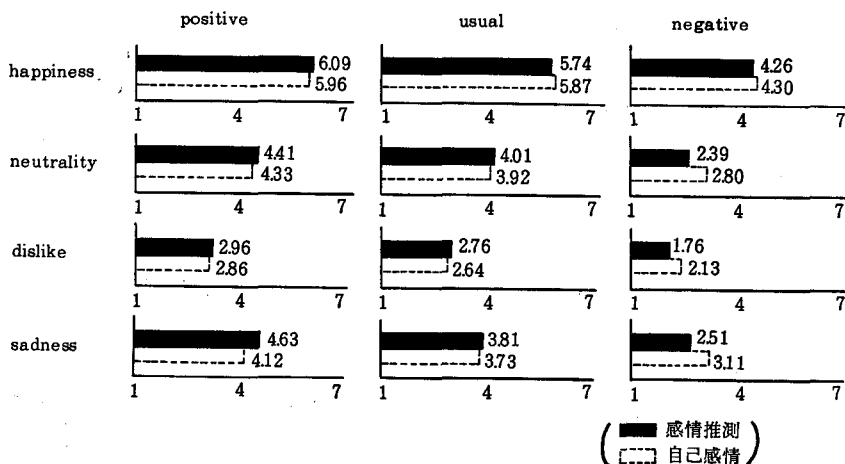 positive usual negative
happiness
6.09 5.74 4.26
5.96 5.87 4.30
1 4 7 1 4 7 1 4 7
neutrality
4.41 4.01 2.39
4.33 3.92 2.80
1 4 7 1 4 7 1 4 7
dislike
2.96 2.76 1.76
2.86 2.64 2.13
1 4 7 1 4 7 1 4 7
sadness
4.63 3.81 2.51
4.12 3.73 3.11
1 4 7 1 4 7 1 4 7
感情推測
自己感情